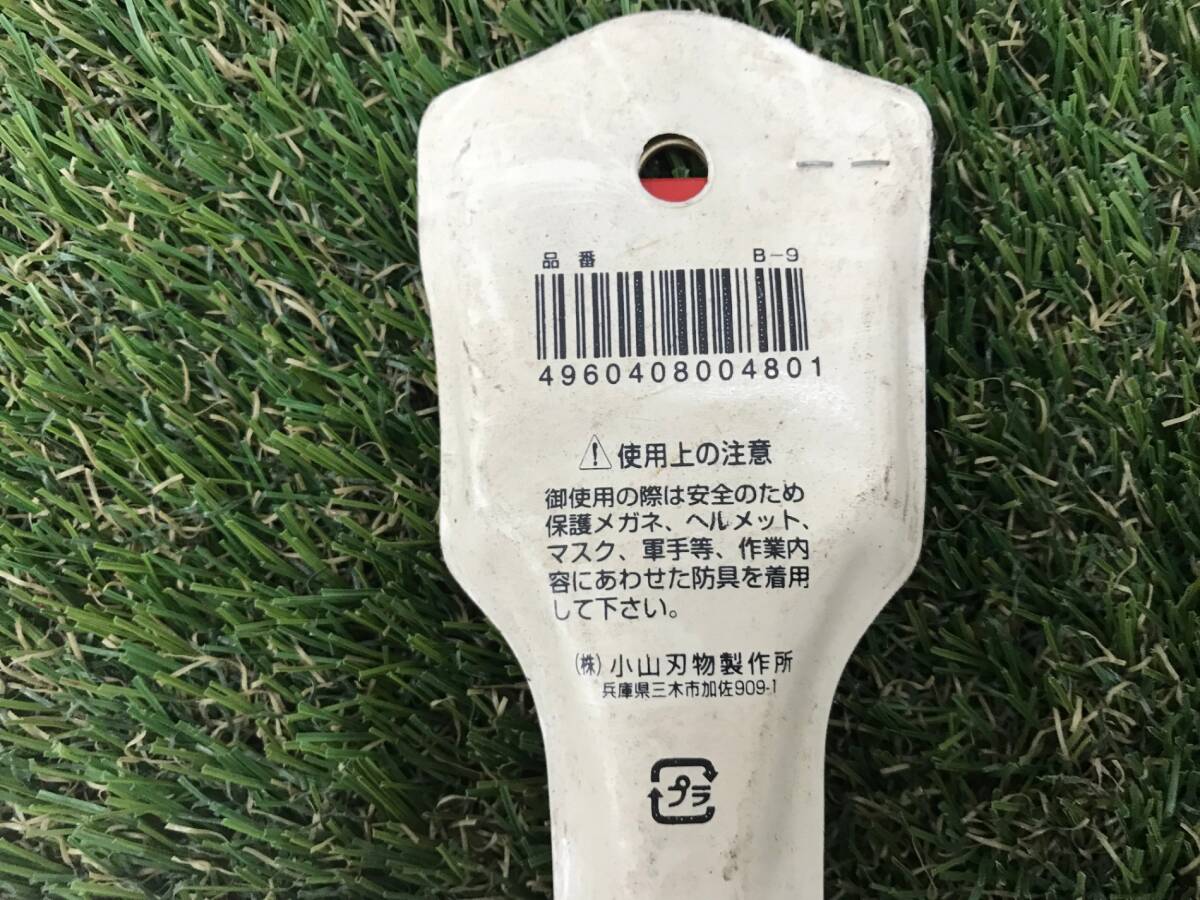 品番 B-9
4960408004801
⚠使用上の注意
御使用の際は安全のため
保護メガネ、ヘルメット、
マスク、軍手等、作業内
容にあわせた防具を着用
して下さい。
(株)小山刃物製作所
兵庫県三木市加佐909-1
プラ